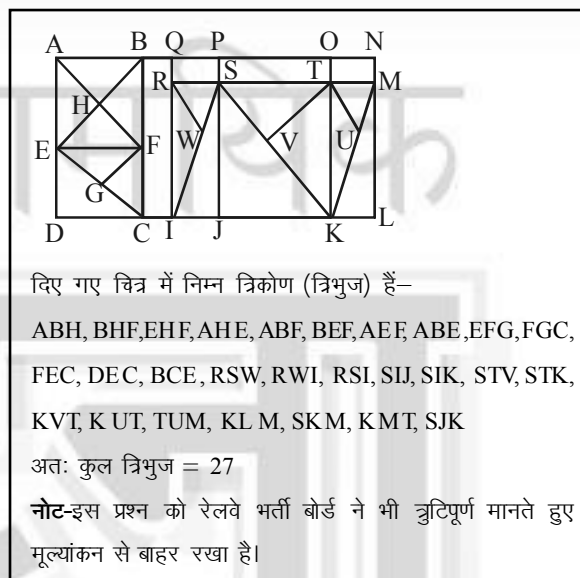 A B Q P O N
R S T M
H
E F W V U
G
D C I J K L
दिए गए चित्र में निम्न त्रिकोण (त्रिभुज) हैं–
ABH, BHF,EHF, AHE, ABF, BEF, AEF, ABE ,EFG, FGC,
FEC, DEC, BCE , RSW, RWI, RSI, SIJ, SIK, STV, STK,
KVT, KUT, TUM, KLM, SKM, KMT, SJK
अतः कुल त्रिभुज = 27
नोट-इस प्रश्न को रेलवे भर्ती बोर्ड ने भी त्रुटिपूर्ण मानते हुए
मूल्यांकन से बाहर रखा है।